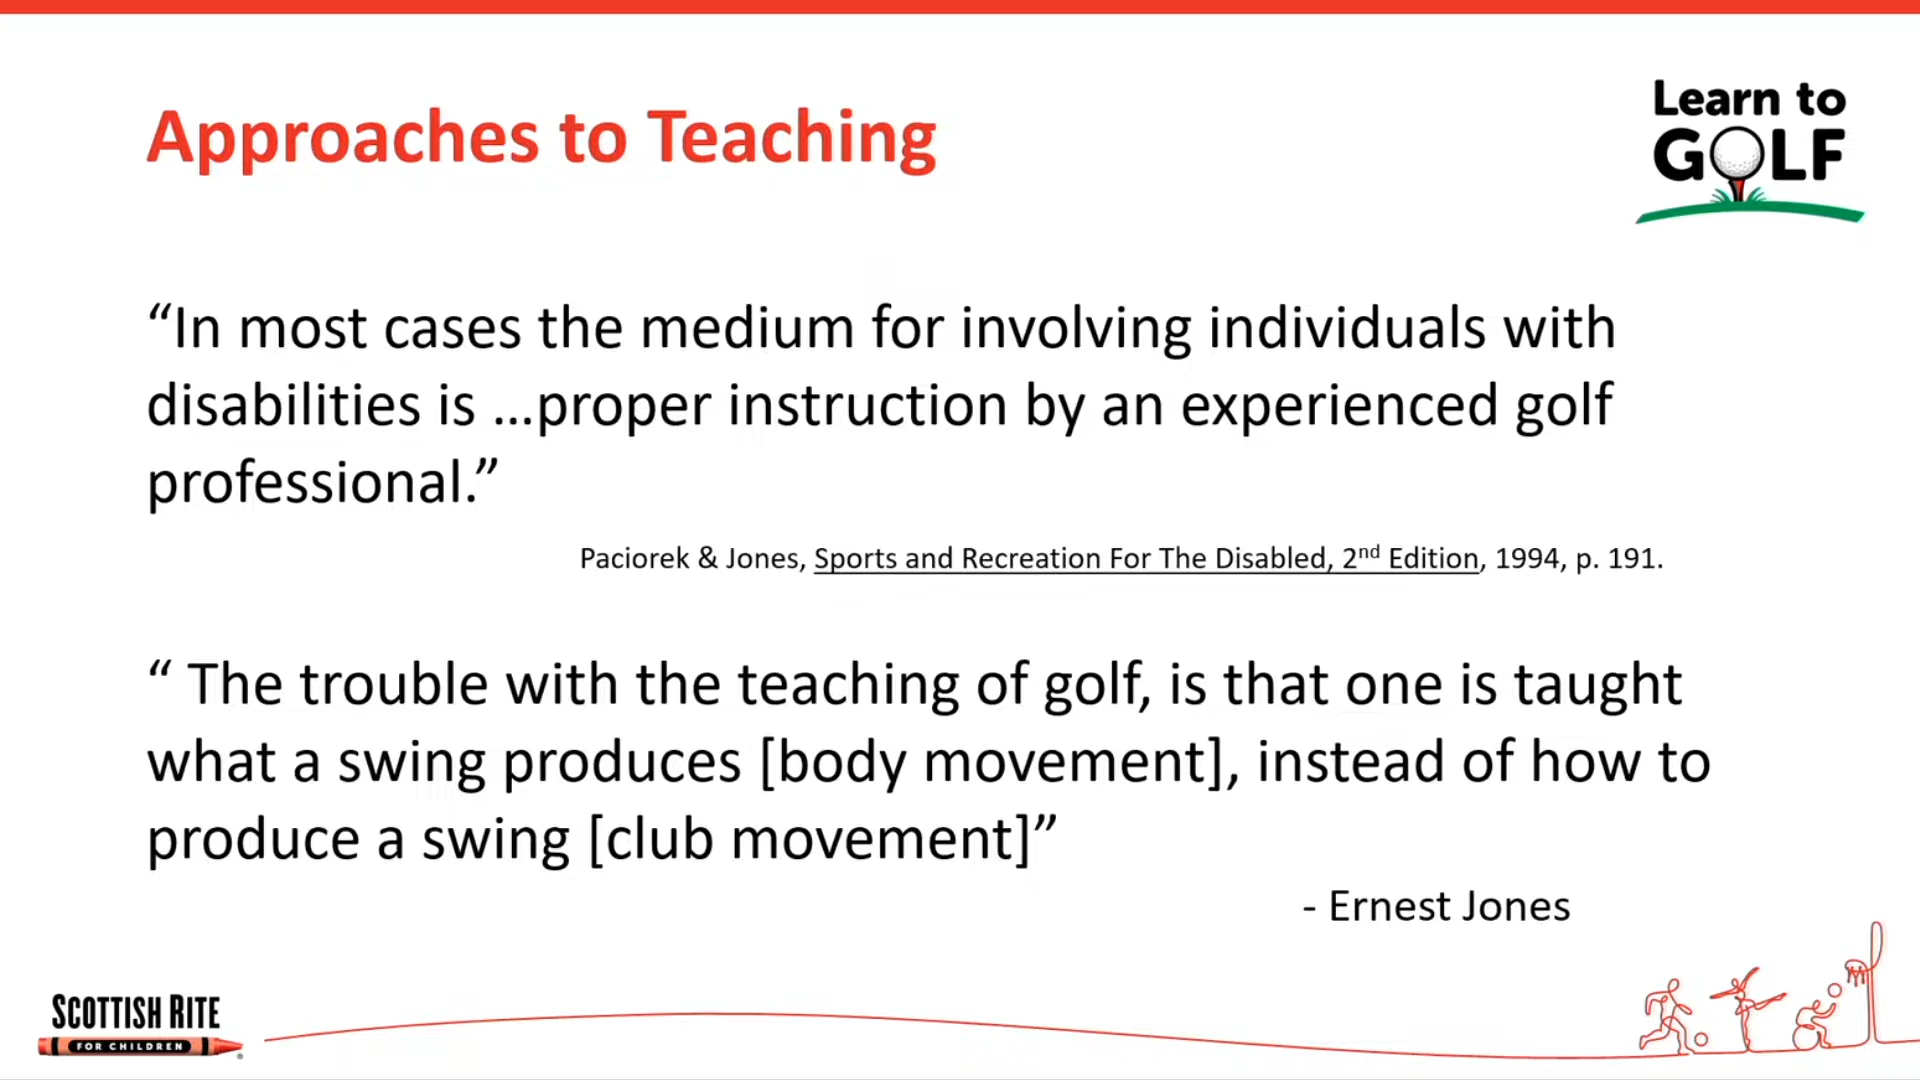 Approaches to Teaching
Learn to
GOLF
“In most cases the medium for involving individuals with
disabilities is ...proper instruction by an experienced golf
professional.”
Paciorek & Jones, Sports and Recreation For The Disabled, 2nd Edition, 1994, p. 191.
“ The trouble with the teaching of golf, is that one is taught
what a swing produces [body movement], instead of how to
produce a swing [club movement]”
- Ernest Jones
SCOTTISH RITE
FOR CHILDREN